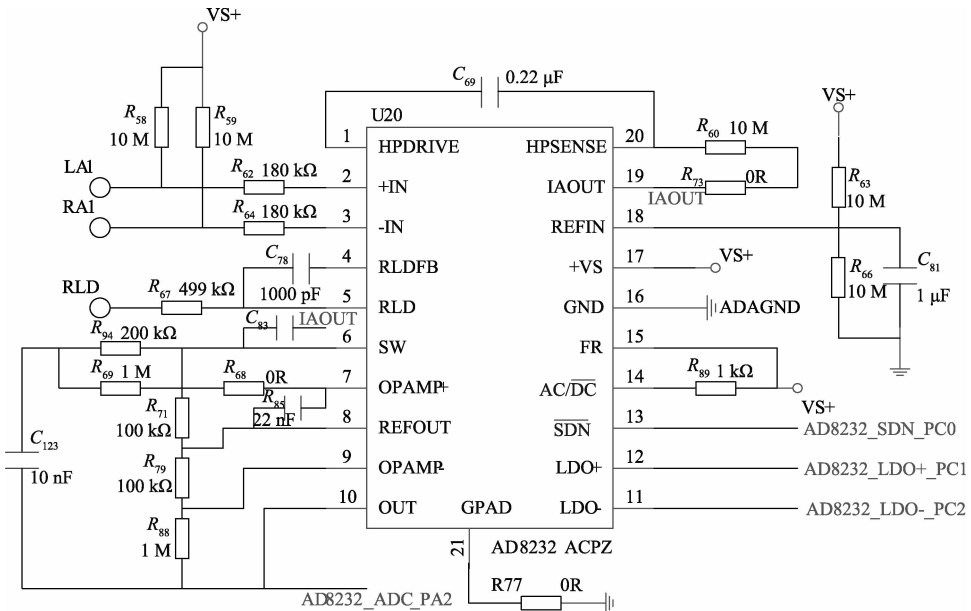 VS+
C69 0.22 μF
R58
10 M
R59
10 M
U20
VS+
LA1
R62 180 kΩ
RA1
R64 180 kΩ
RLD
R67 499 kΩ
C78
1000 pF
C83 IAOUT
R94 200 kΩ
R69 1 M
R68
0R
R85
22 nF
R71
100 kΩ
R79
100 kΩ
R88
1 M
C123
10 nF
1 HPDRIVE HPSENSE 20
2 +IN IAOUT 19
3 -IN REFIN 18
4 RLDFB +VS 17
5 RLD GND 16
6 SW FR 15
7 OPAMP+ AC/DC 14
8 REFOUT SDN 13
9 OPAMP- LDO+ 12
10 OUT GPAD LDO- 11
21
AD8232 ACPZ
R60 10 M
R73 0R
IAOUT
R63
10 M
VS+
R66
10 M
C81
1 μF
ADAGND
R89 1 kΩ
VS+
AD8232_SDN_PC0
AD8232_LDO+_PC1
AD8232_LDO-_PC2
R77 0R
AD8232_ADC_PA2